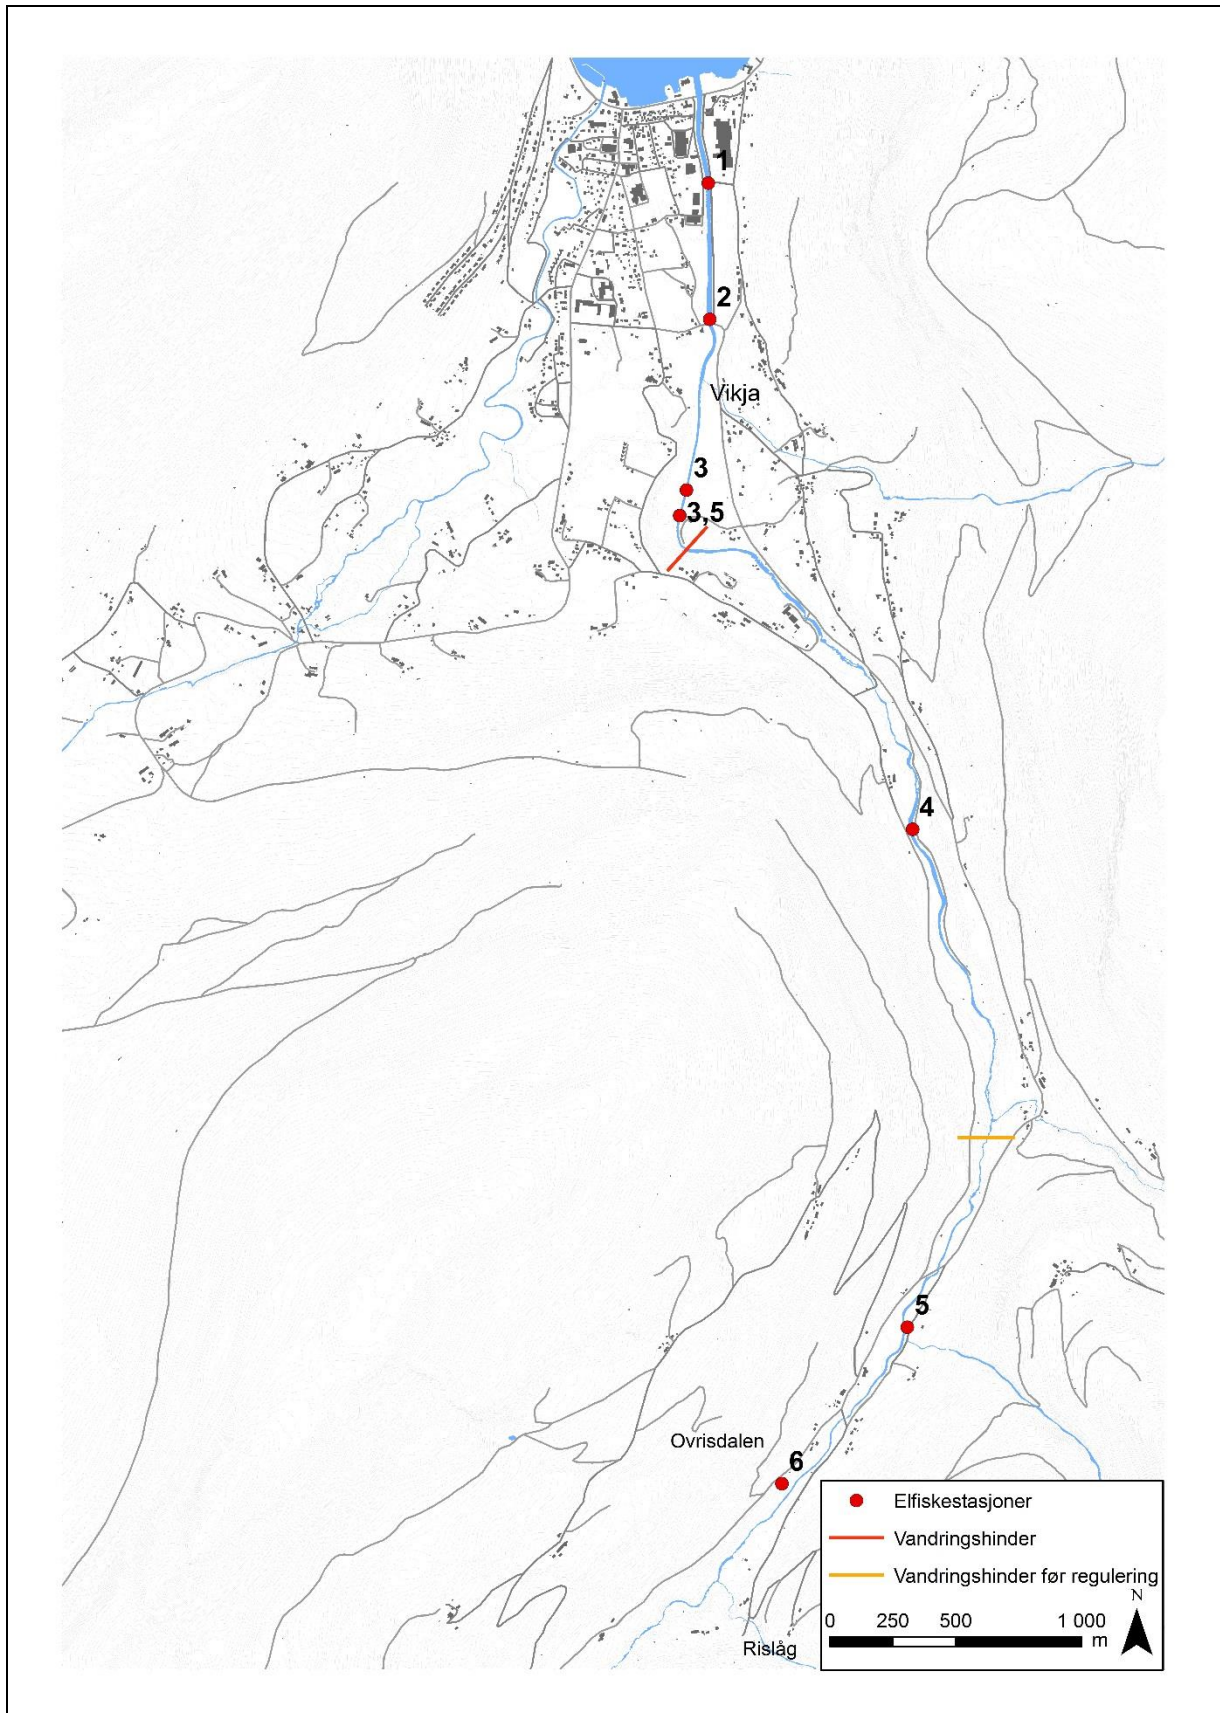 1
2
Vikja
3
3,5
4
5
Ovrisdalen
6
Elfiskestasjoner
Vandringshinder
Vandringshinder før regulering
N
0 250 500 1 000
m
Rislåg